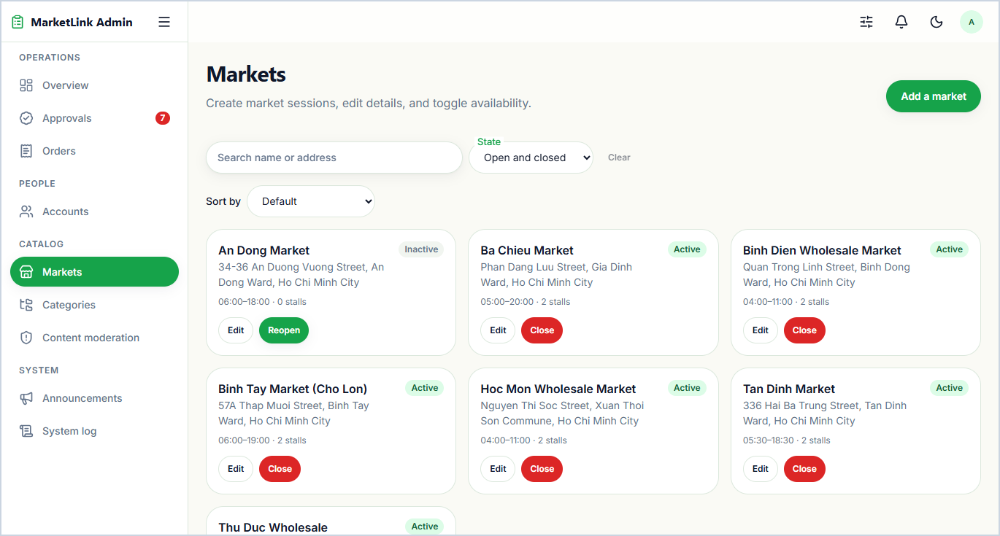 MarketLink Admin
A
OPERATIONS
Overview
Approvals
7
Orders
PEOPLE
Accounts
CATALOG
Markets
Categories
Content moderation
SYSTEM
Announcements
System log
Markets
Create market sessions, edit details, and toggle availability.
Add a market
Search name or address
State
Open and closed
Clear
Sort by
Default
An Dong Market
Inactive
34-36 An Duong Vuong Street, An
Dong Ward, Ho Chi Minh City
06:00–18:00 · 0 stalls
Edit
Reopen
Ba Chieu Market
Active
Phan Dang Luu Street, Gia Dinh
Ward, Ho Chi Minh City
05:00–20:00 · 2 stalls
Edit
Close
Binh Dien Wholesale Market
Active
Quan Trong Linh Street, Binh Dong
Ward, Ho Chi Minh City
04:00–11:00 · 2 stalls
Edit
Close
Binh Tay Market (Cho Lon)
Active
57A Thap Muoi Street, Binh Tay
Ward, Ho Chi Minh City
06:00–19:00 · 2 stalls
Edit
Close
Hoc Mon Wholesale Market
Active
Nguyen Thi Soc Street, Xuan Thoi
Son Commune, Ho Chi Minh City
04:00–11:00 · 2 stalls
Edit
Close
Tan Dinh Market
Active
336 Hai Ba Trung Street, Tan Dinh
Ward, Ho Chi Minh City
05:30–18:30 · 2 stalls
Edit
Close
Thu Duc Wholesale
Active